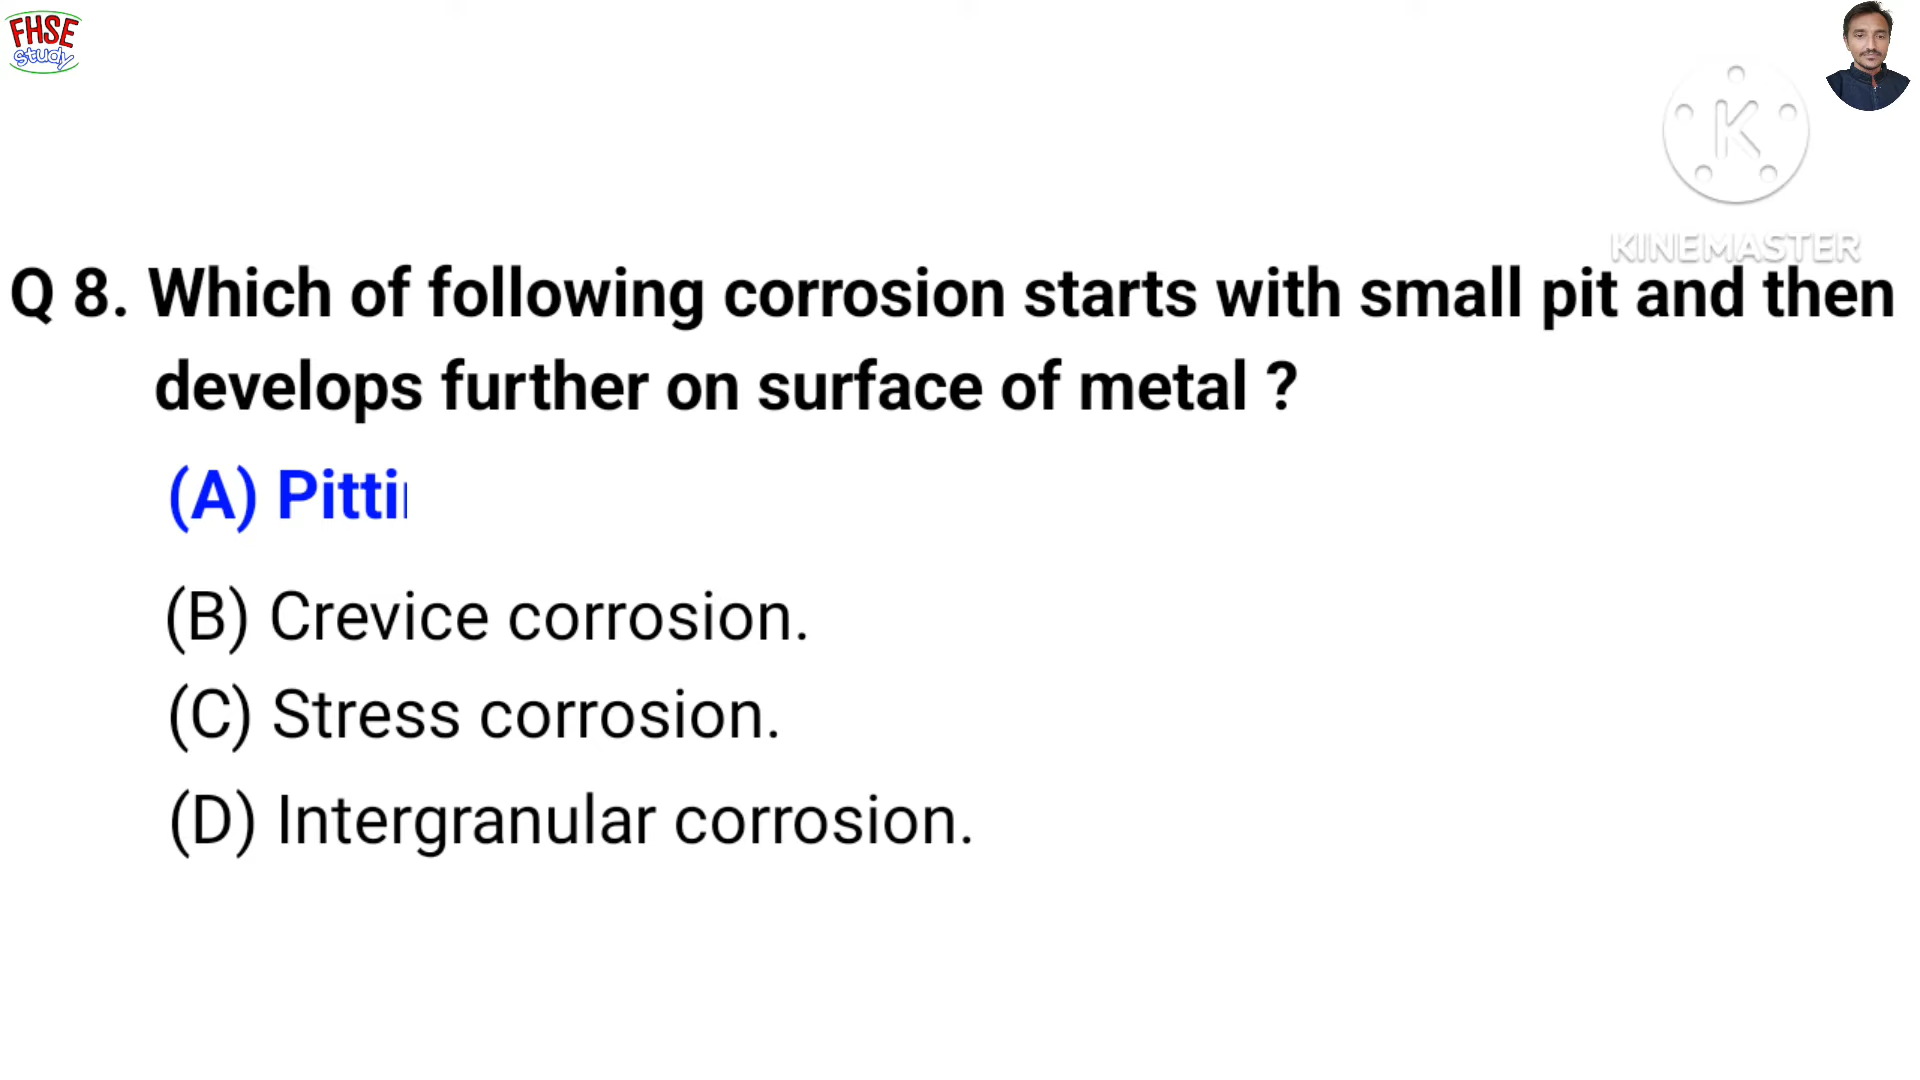 FHSE
study
KINEMASTER
Q 8. Which of following corrosion starts with small pit and then
develops further on surface of metal ?
(A) Pitti
(B) Crevice corrosion.
(C) Stress corrosion.
(D) Intergranular corrosion.